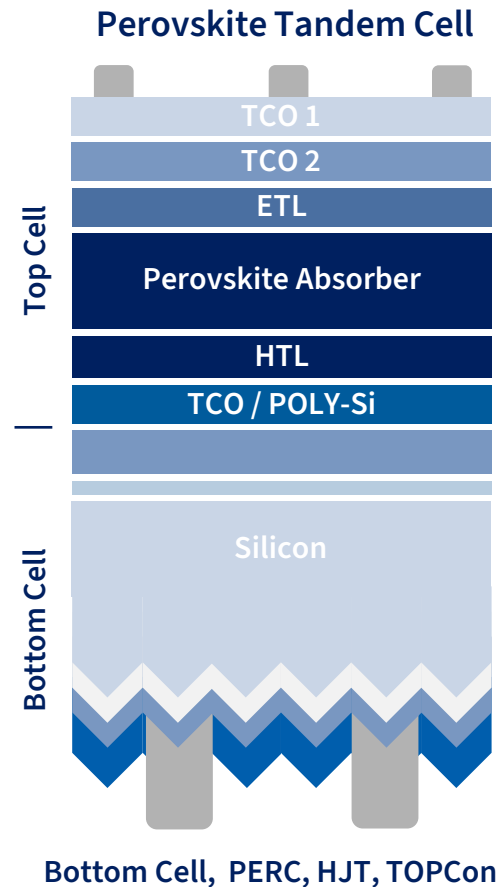 Perovskite Tandem Cell
TCO 1
TCO 2
ETL
Top Cell
Perovskite Absorber
HTL
TCO / POLY-Si
Silicon
Bottom Cell
Bottom Cell, PERC, HJT, TOPCon